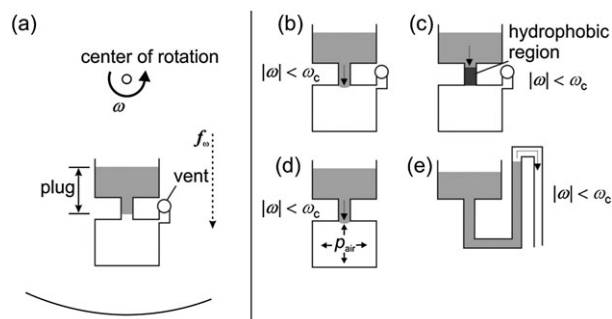 (a)
center of rotation
ω
f_ω
plug
vent
(b)
|ω| < ω_c
(c)
hydrophobic
region
|ω| < ω_c
(d)
|ω| < ω_c
p_air
(e)
|ω| < ω_c